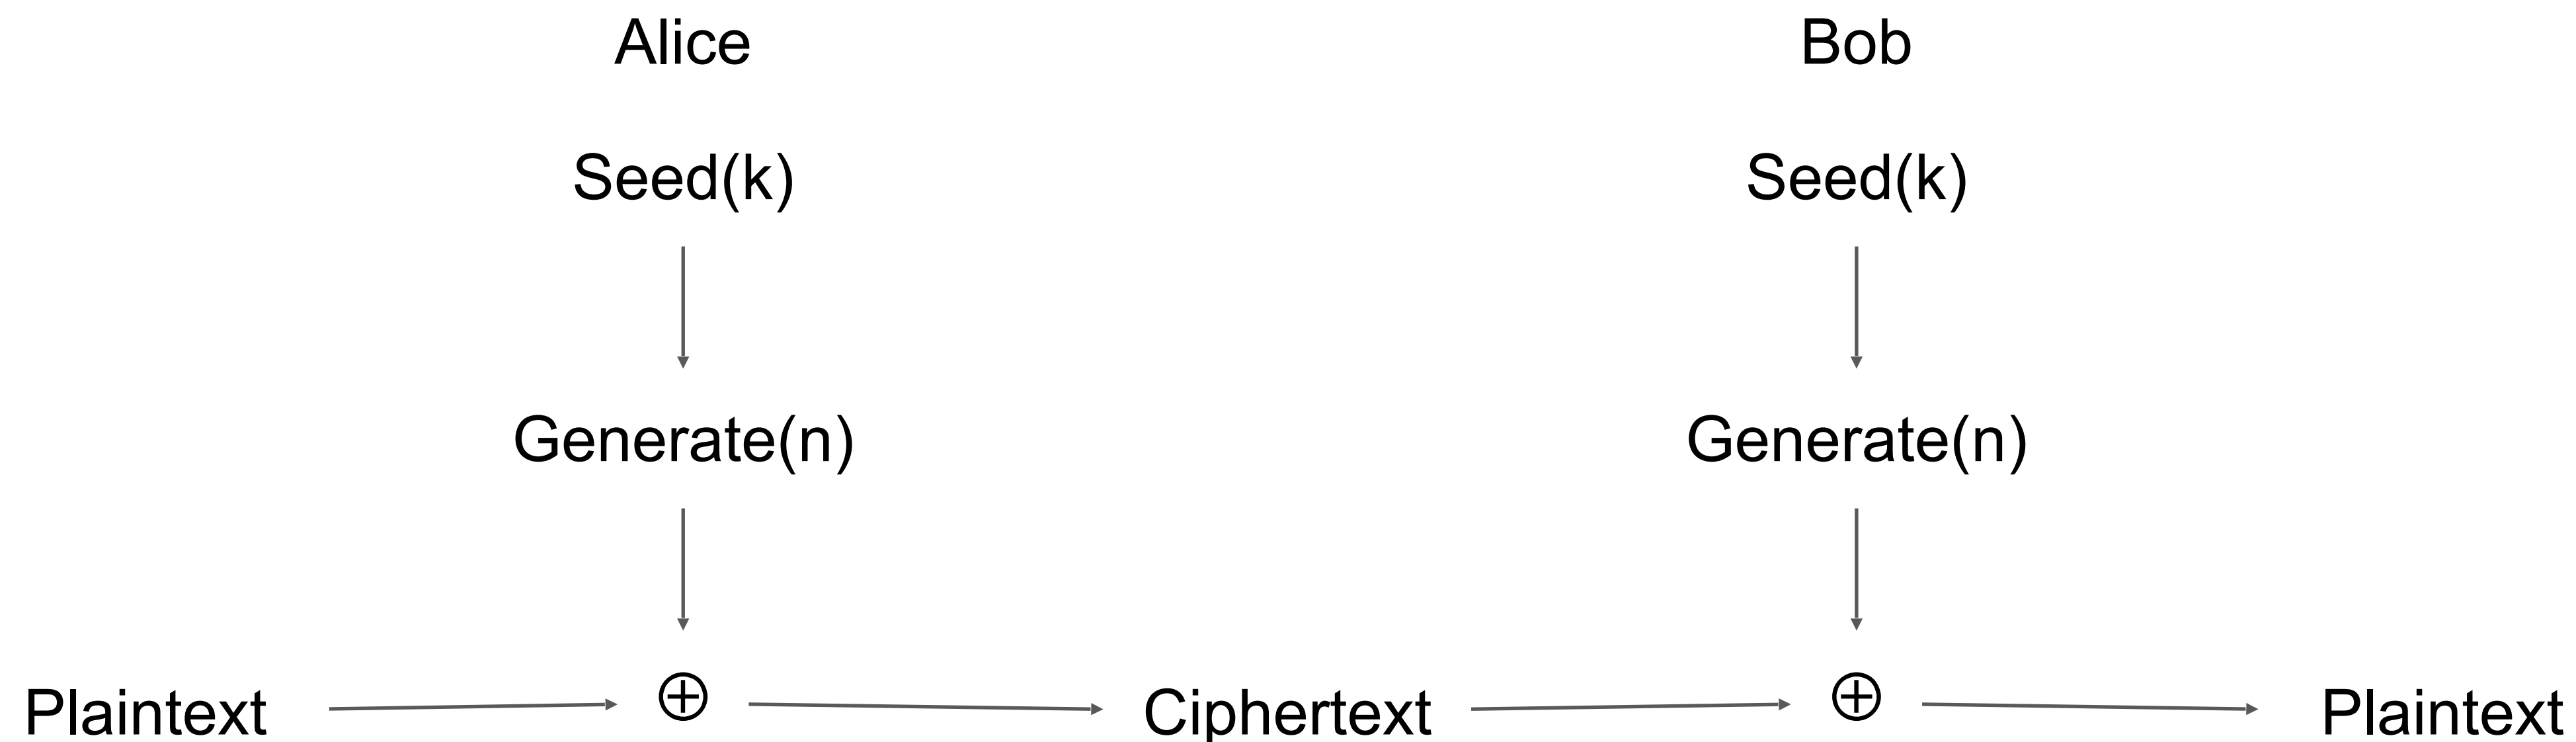 Alice Bob
Seed(k) Seed(k)
Generate(n) Generate(n)
Plaintext ⊕ Ciphertext ⊕ Plaintext